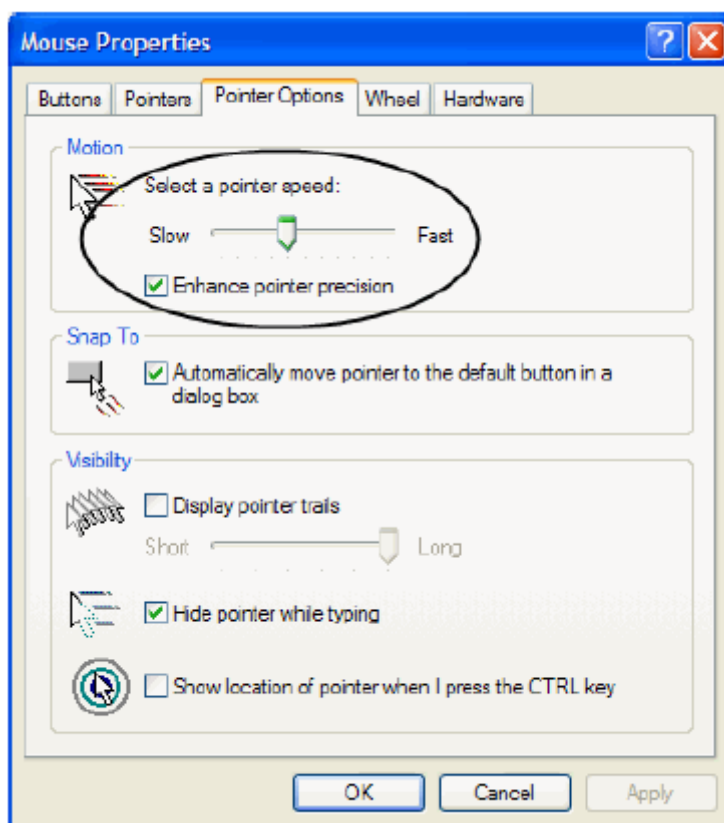 Mouse Properties
Buttons Pointers Pointer Options Wheel Hardware
Motion
Select a pointer speed:
Slow Fast
Enhance pointer precision
Snap To
Automatically move pointer to the default button in a
dialog box
Visibility
Display pointer trails
Short Long
Hide pointer while typing
Show location of pointer when I press the CTRL key
OK Cancel Apply